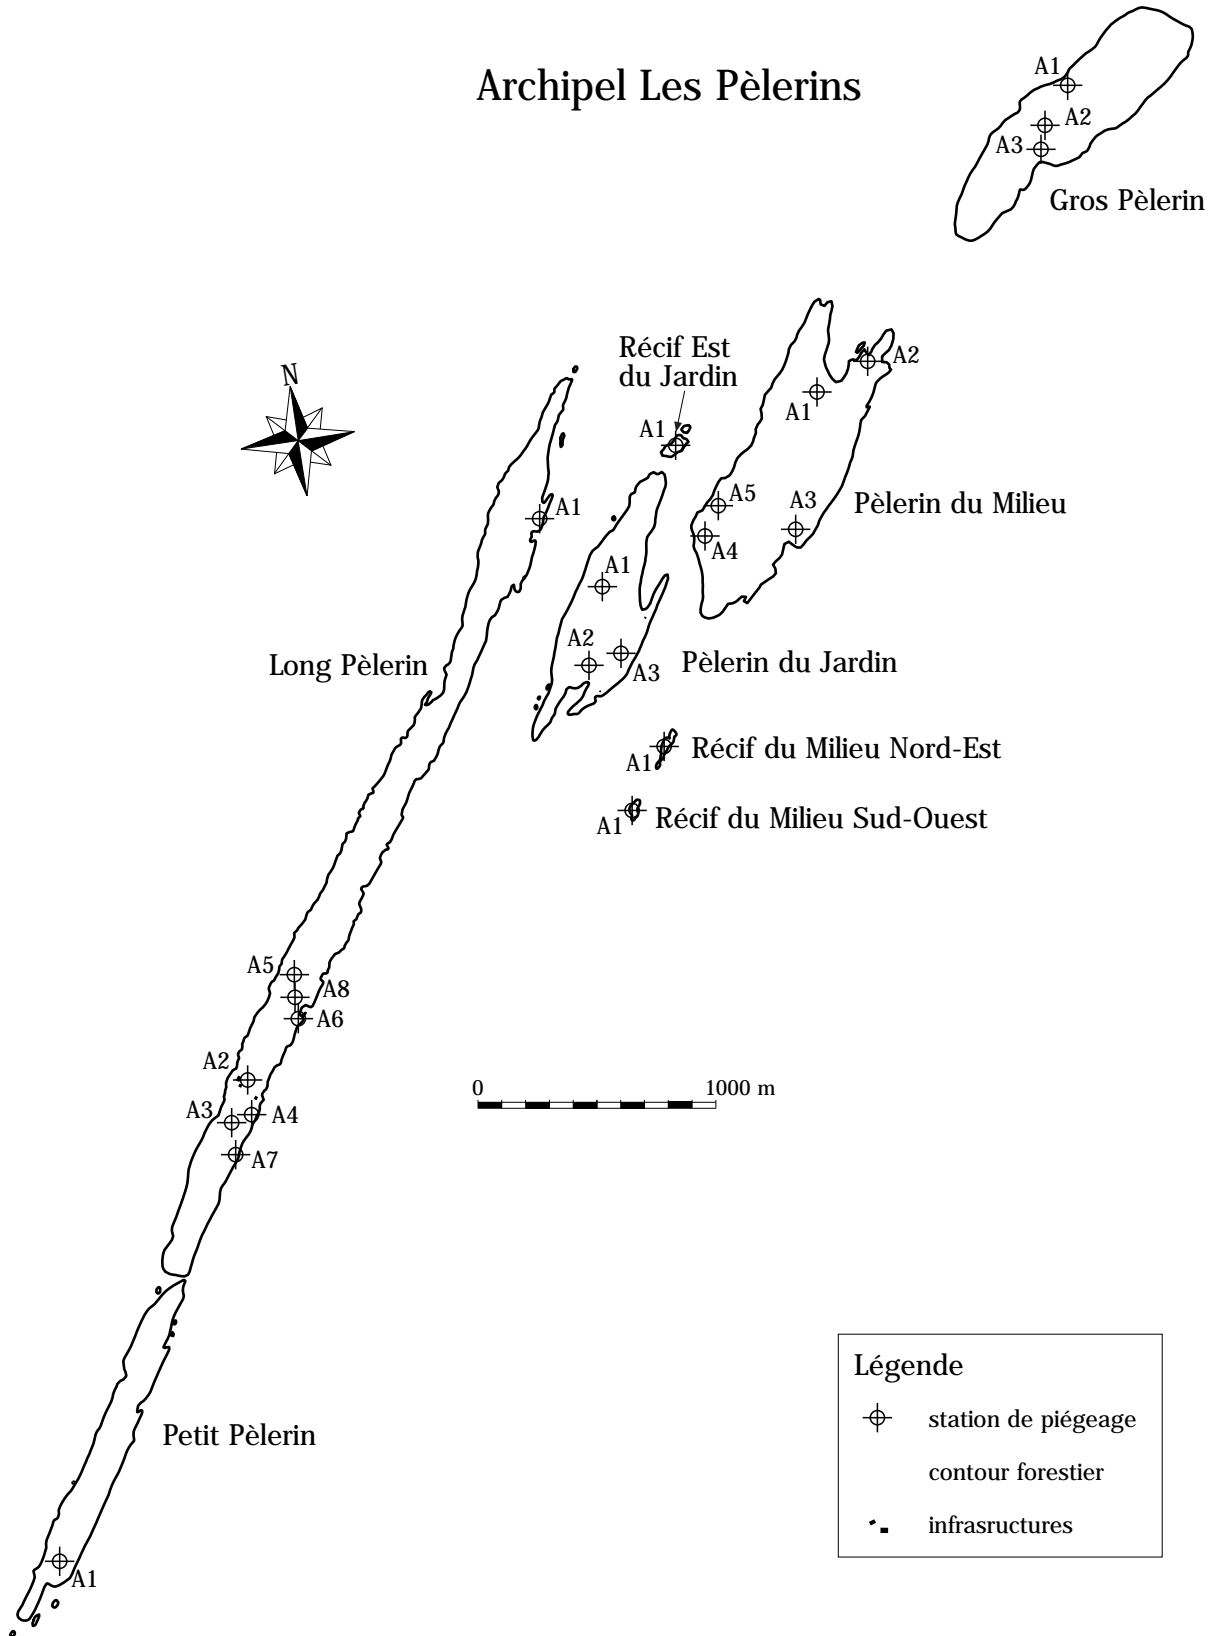 Archipel Les Pèlerins
A1
A2
A3
Gros Pèlerin
Récif Est
du Jardin
N
A2
A1
A1
A5
A3
Pèlerin du Milieu
A4
A1
A1
A2
A3
Long Pèlerin
Pèlerin du Jardin
Récif du Milieu Nord-Est
A1
Récif du Milieu Sud-Ouest
A1
A5
A8
A6
A2
A3
A4
A7
0
1000 m
Petit Pèlerin
A1
Légende
station de piégeage
contour forestier
infrasructures